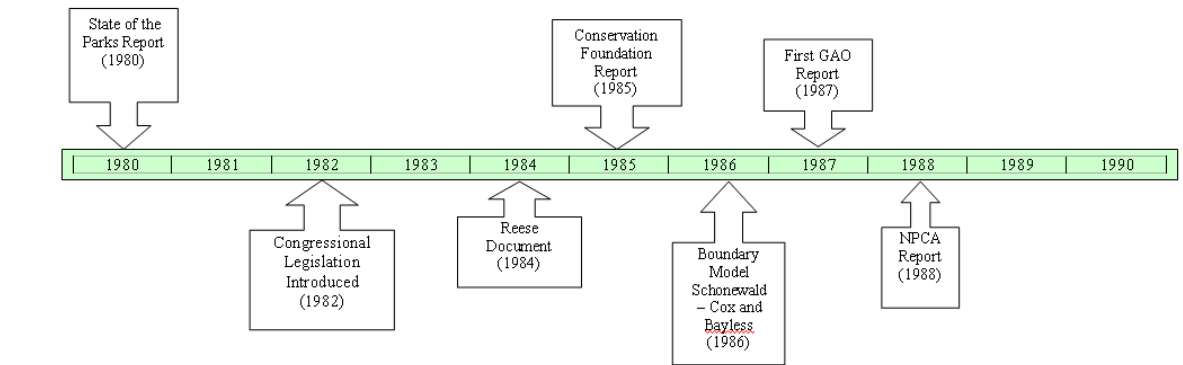 State of the
Parks Report
(1980)
Conservation
Foundation
Report
(1985)
First GAO
Report
(1987)
1980 1981 1982 1983 1984 1985 1986 1987 1988 1989 1990
Congressional
Legislation
Introduced
(1982)
Reese
Document
(1984)
Boundary
Model
Schonewald
– Cox and
Bayless
(1986)
NPCA
Report
(1988)